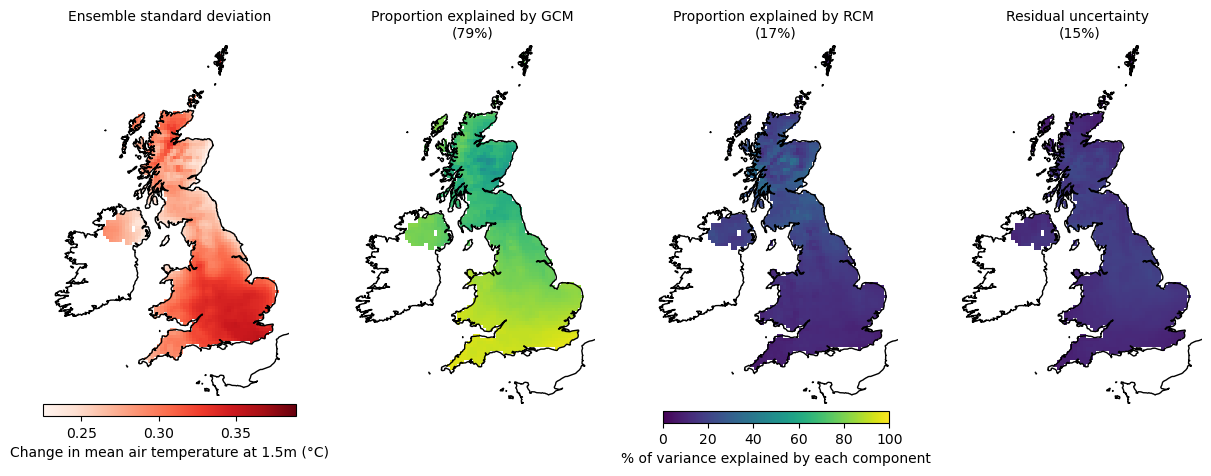 Ensemble standard deviation
Proportion explained by GCM
(79%)
Proportion explained by RCM
(17%)
Residual uncertainty
(15%)
0.25 0.30 0.35
Change in mean air temperature at 1.5m (°C)
0 20 40 60 80 100
% of variance explained by each component